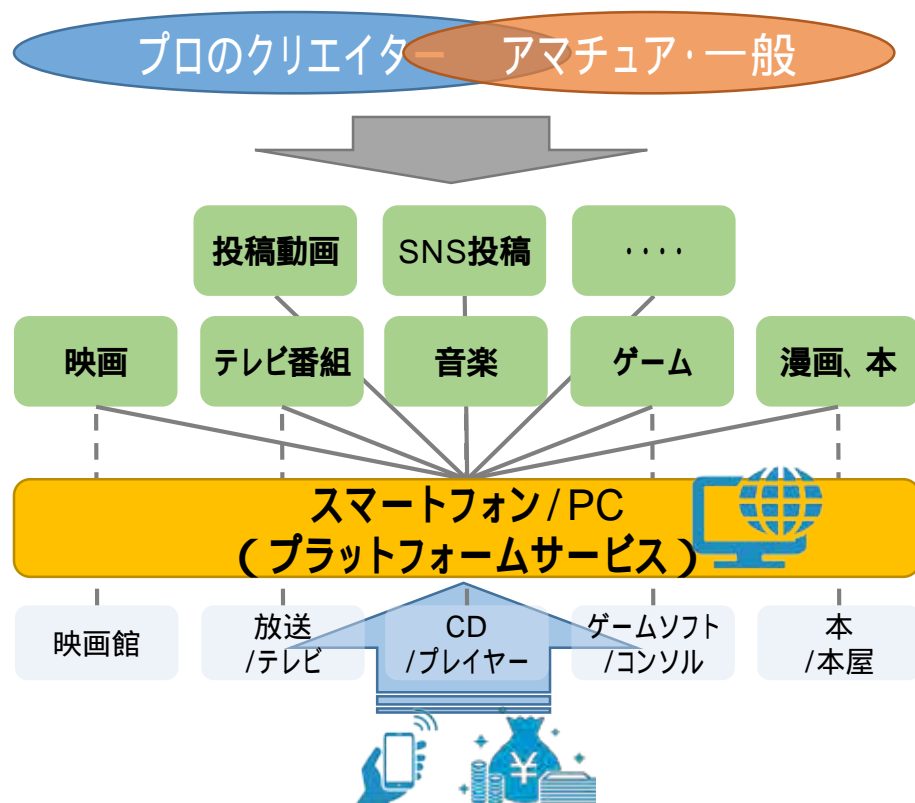 プロのクリエイター
アマチュア・一般
投稿動画
SNS投稿
・・・・
映画
テレビ番組
音楽
ゲーム
漫画、本
スマートフォン/PC
（プラットフォームサービス）
映画館
放送
/テレビ
CD
/プレイヤー
ゲームソフト
/コンソル
本
/本屋
¥